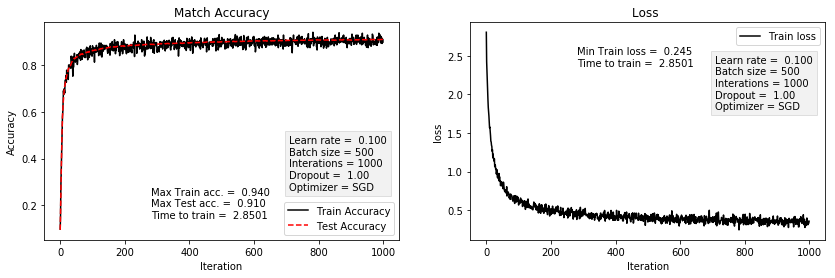 Match Accuracy
0.8
0.6
0.4
0.2
Accuracy
Learn rate =  0.100
Batch size = 500
Interations = 1000
Dropout =  1.00
Optimizer = SGD
Max Train acc. =  0.940
Max Test acc. =  0.910
Time to train =  2.8501
Train Accuracy
Test Accuracy
0 200 400 600 800 1000
Iteration
Loss
Train loss
2.5
2.0
1.5
1.0
0.5
loss
Min Train loss =  0.245
Time to train =  2.8501
Learn rate =  0.100
Batch size = 500
Interations = 1000
Dropout =  1.00
Optimizer = SGD
0 200 400 600 800 1000
Iteration